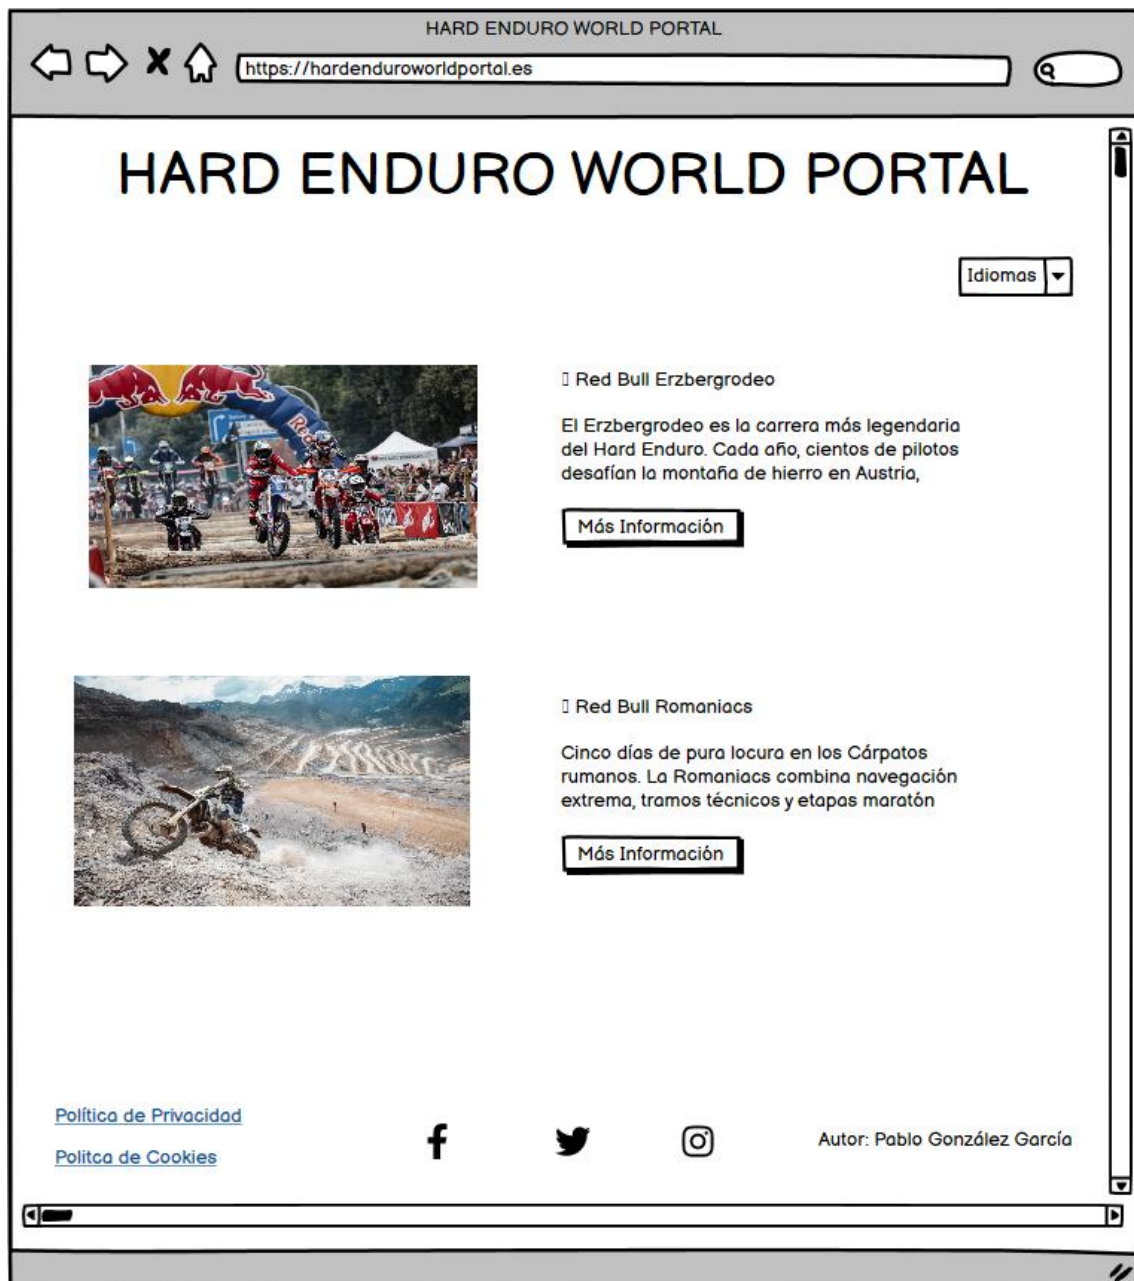 HARD ENDURO WORLD PORTAL
https://hardenduroworldportal.es
HARD ENDURO WORLD PORTAL
Idiomas
Red
Red Bull Erzbergrodeo
El Erzbergrodeo es la carrera más legendaria
del Hard Enduro. Cada año, cientos de pilotos
desafían la montaña de hierro en Austria,
Más Información
Red Bull Romaniacs
Cinco días de pura locura en los Cárpatos
rumanos. La Romaniacs combina navegación
extrema, tramos técnicos y etapas maratón
Más Información
Política de Privacidad
Politca de Cookies
Autor: Pablo González García